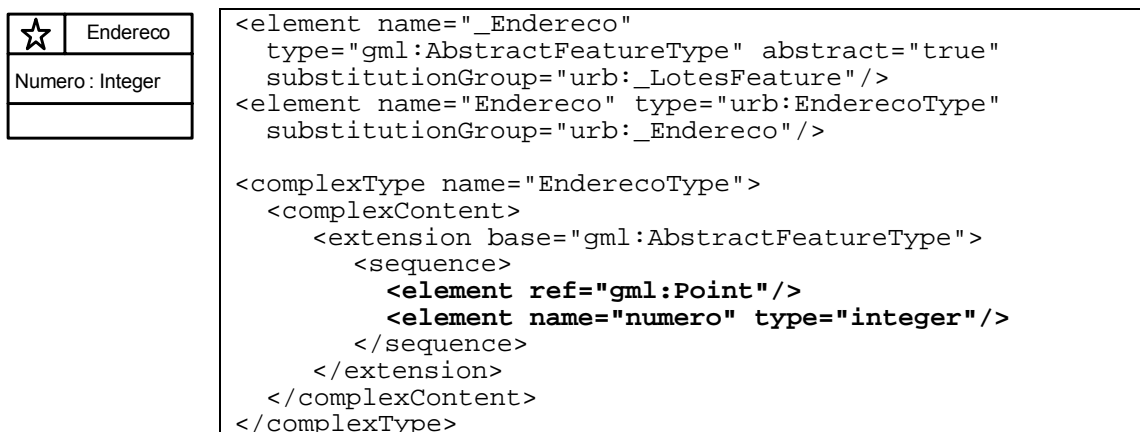 Endereco
Numero : Integer
<element name="_Endereco"
type="gml:AbstractFeatureType" abstract="true"
substitutionGroup="urb:_LotesFeature"/>
<element name="Endereco" type="urb:EnderecoType"
substitutionGroup="urb:_Endereco"/>
<complexType name="EnderecoType">
<complexContent>
<extension base="gml:AbstractFeatureType">
<sequence>
<element ref="gml:Point"/>
<element name="numero" type="integer"/>
</sequence>
</extension>
</complexContent>
</complexType>